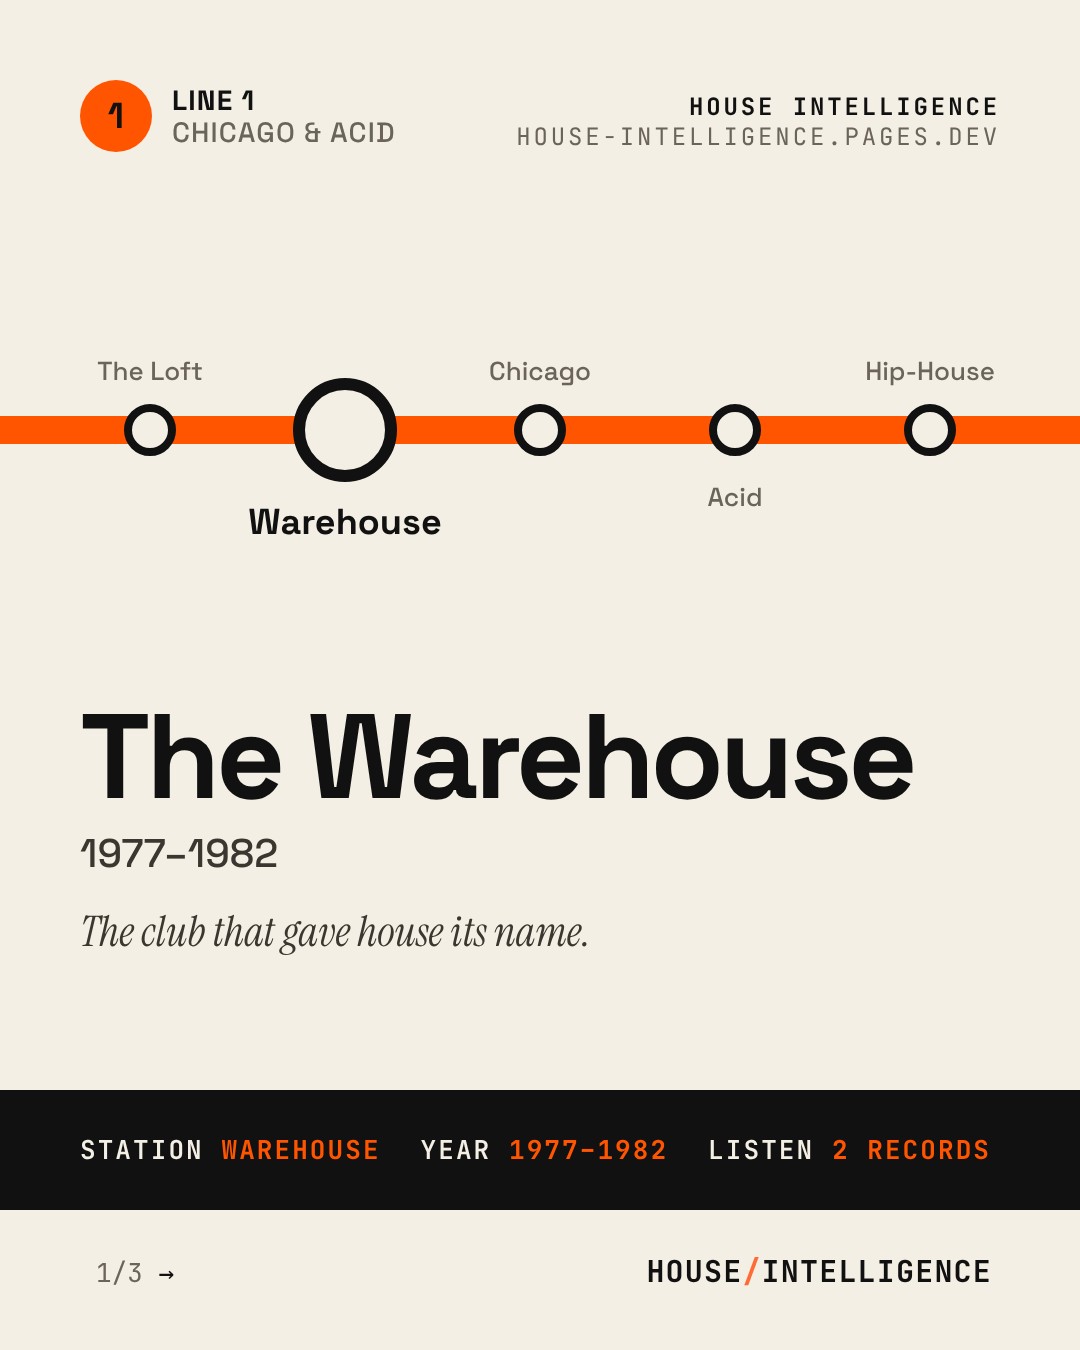 1
LINE 1
CHICAGO & ACID
HOUSE INTELLIGENCE
HOUSE-INTELLIGENCE.PAGES.DEV
The Loft
Chicago
Hip-House
Acid
Warehouse
The Warehouse
1977–1982
The club that gave house its name.
STATION WAREHOUSE YEAR 1977–1982 LISTEN 2 RECORDS
1/3 →
HOUSE/INTELLIGENCE